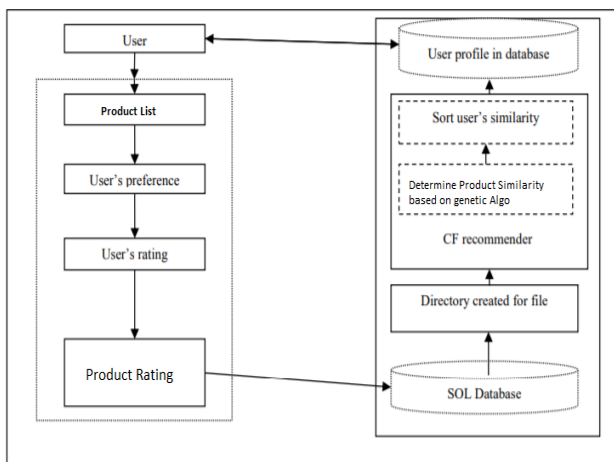 User
Product List
User's preference
User's rating
Product Rating
User profile in database
Sort user's similarity
Determine Product Similarity
based on genetic Algo
CF recommender
Directory created for file
SOL Database